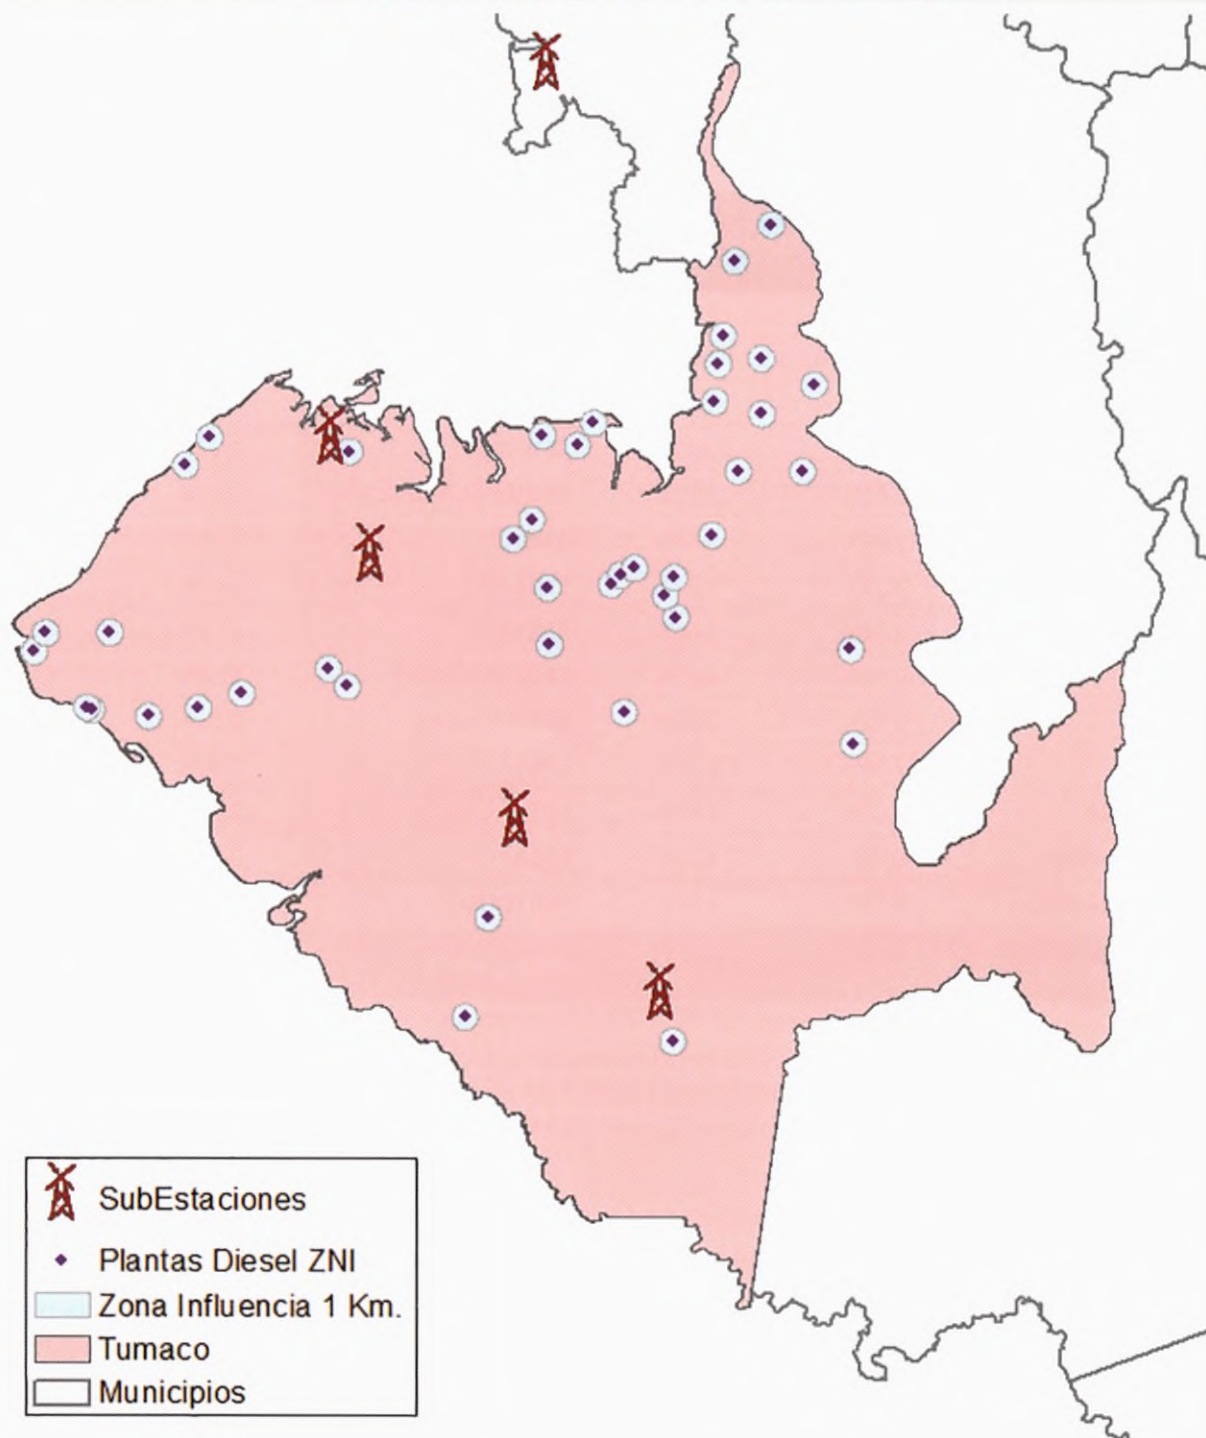 SubEstaciones
Plantas Diesel ZNI
Zona Influencia 1 Km.
Tumaco
Municipios